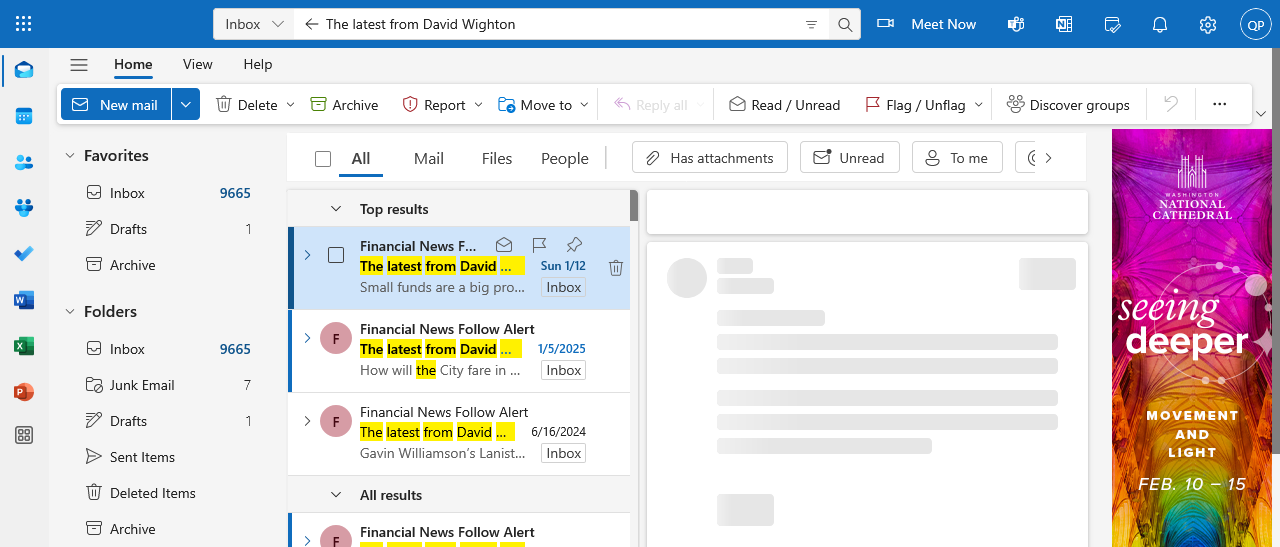 Inbox The latest from David Wighton Meet Now QP
Home View Help
New mail Delete Archive Report Move to Reply all Read / Unread Flag / Unflag Discover groups
Favorites
Inbox 9665
Drafts 1
Archive
Folders
Inbox 9665
Junk Email 7
Drafts 1
Sent Items
Deleted Items
Archive
All Mail Files People Has attachments Unread To me
Top results
Financial News F...
The latest from David ... Sun 1/12
Small funds are a big pro... Inbox
F Financial News Follow Alert
The latest from David ... 1/5/2025
How will the City fare in ... Inbox
F Financial News Follow Alert
The latest from David ... 6/16/2024
Gavin Williamson's Lanist... Inbox
All results
F Financial News Follow Alert
WASHINGTON
NATIONAL
CATHEDRAL
seeing
deeper
MOVEMENT
AND
LIGHT
FEB. 10 – 15